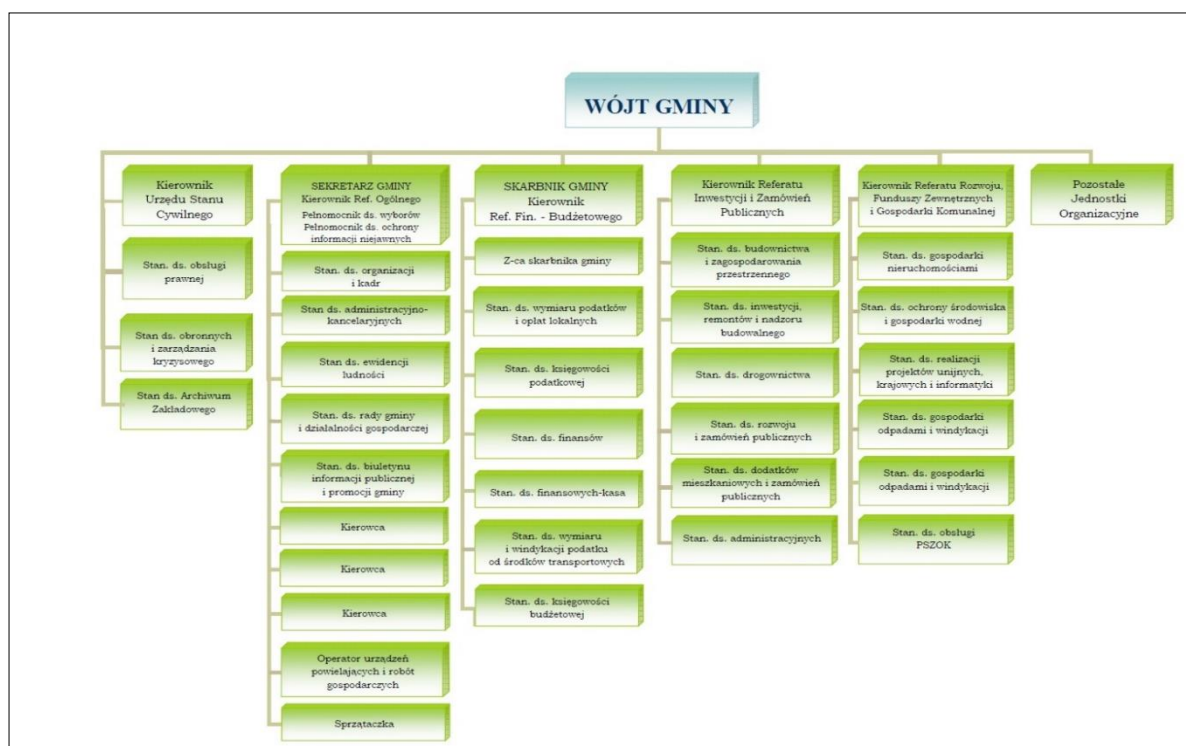 WÓJT GMINY
Kierownik
Urzędu Stanu
Cywilnego
Stan. ds. obsługi
prawnej
Stan ds. obronnych
i zarządzania
kryzysowego
Stan ds. Archiwum
Zakładowego
SEKRETARZ GMINY
Kierownik Ref. Ogólnego
Pełnomocnik ds. wyborów
Pełnomocnik ds. ochrony
informacji niejawnych
Stan. ds. organizacji
i kadr
Stan. ds. administracyjno-
kancelaryjnych
Stan ds. ewidencji
ludności
Stan. ds. rady gminy
i działalności gospodarczej
Stan. ds. biuletynu
informacji publicznej
i promocji gminy
Kierowca
Kierowca
Kierowca
Operator urządzeń
powielających i robót
gospodarczych
Sprzątaczka
SKARBNIK GMINY
Kierownik
Ref. Fin. - Budżetowego
Z-ca skarbnika gminy
Stan. ds. wymiaru podatków
i opłat lokalnych
Stan. ds. księgowości
podatkowej
Stan. ds. finansów
Stan. ds. finansowych-kasa
Stan. ds. wymiaru
i windykacji podatku
od środków transportowych
Stan. ds. księgowości
budżetowej
Kierownik Referatu
Inwestycji i Zamówień
Publicznych
Stan. ds. budownictwa
i zagospodarowania
przestrzennego
Stan. ds. inwestycji,
remontów i nadzoru
budowalnego
Stan. ds. drogownictwa
Stan. ds. rozwoju
i zamówień publicznych
Stan. ds. dodatków
mieszkaniowych i zamówień
publicznych
Stan. ds. administracyjnych
Kierownik Referatu Rozwoju,
Funduszy Zewnętrznych
i Gospodarki Komunalnej
Stan. ds. gospodarki
nieruchomościami
Stan. ds. ochrony środowiska
i gospodarki wodnej
Stan. ds. realizacji
projektów unijnych,
krajowych i informatyki
Stan. ds. gospodarki
odpadami i windykacji
Stan. ds. gospodarki
odpadami i windykacji
Stan. ds. obsługi
PSZOK
Pozostałe
Jednostki
Organizacyjne